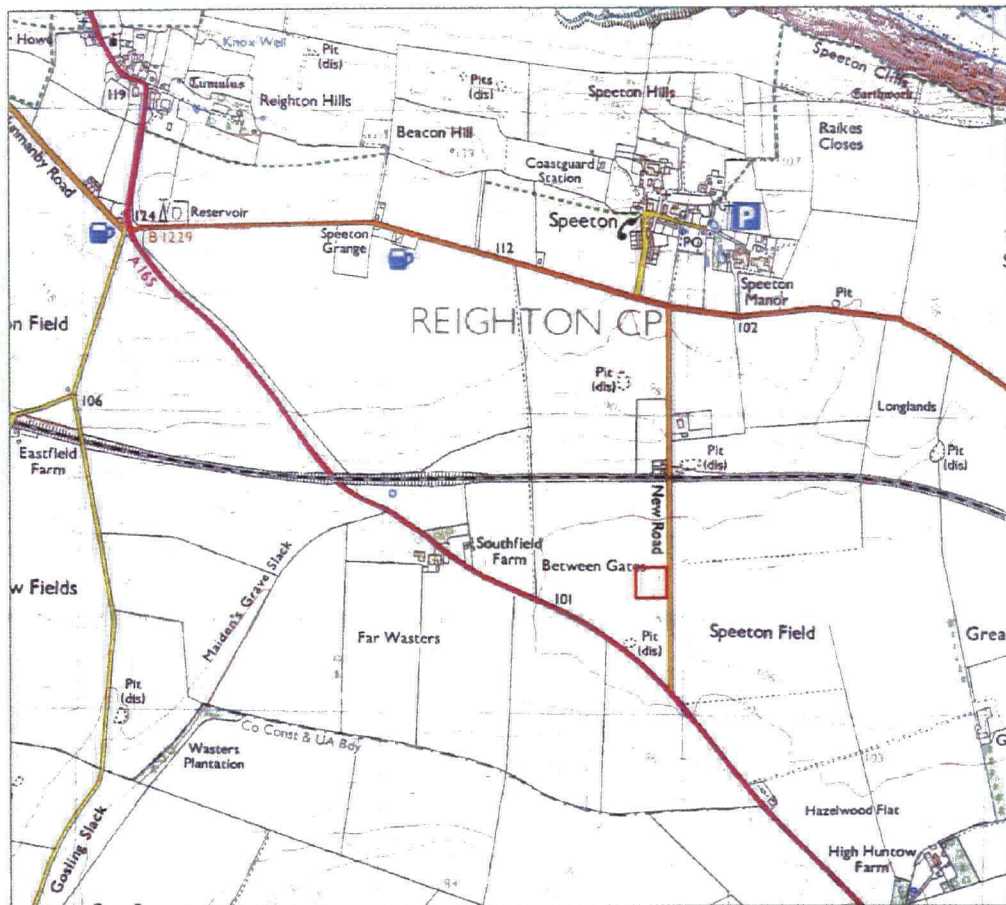 Howe
Knox Well
Pit
(dis)
Tumulus
119
Reighton Hills
Pits
(dis)
Speeton Hills
Speeton Cliffs
Earthwork
Beacon Hill
Raikes
Closes
Coastguard
Station
107
Reservoir
124
B 1229
A 165
Speeton
Grange
112
Speeton
P
PO
Speeton
Manor
Pit
102
REIGHTON CP
on Field
Pit
(dis)
106
Longlands
Eastfield
Farm
Pit
(dis)
Pit
(dis)
New Road
Southfield
Farm
Between Gates
Maiden's Grave Slack
w Fields
101
Far Wasters
Pit
(dis)
Speeton Field
Grea
Pit
(dis)
Co Const & UA Bdy
Wasters
Plantation
G
Hazelwood Flat
Gosling Slack
High Huntow
Farm
84